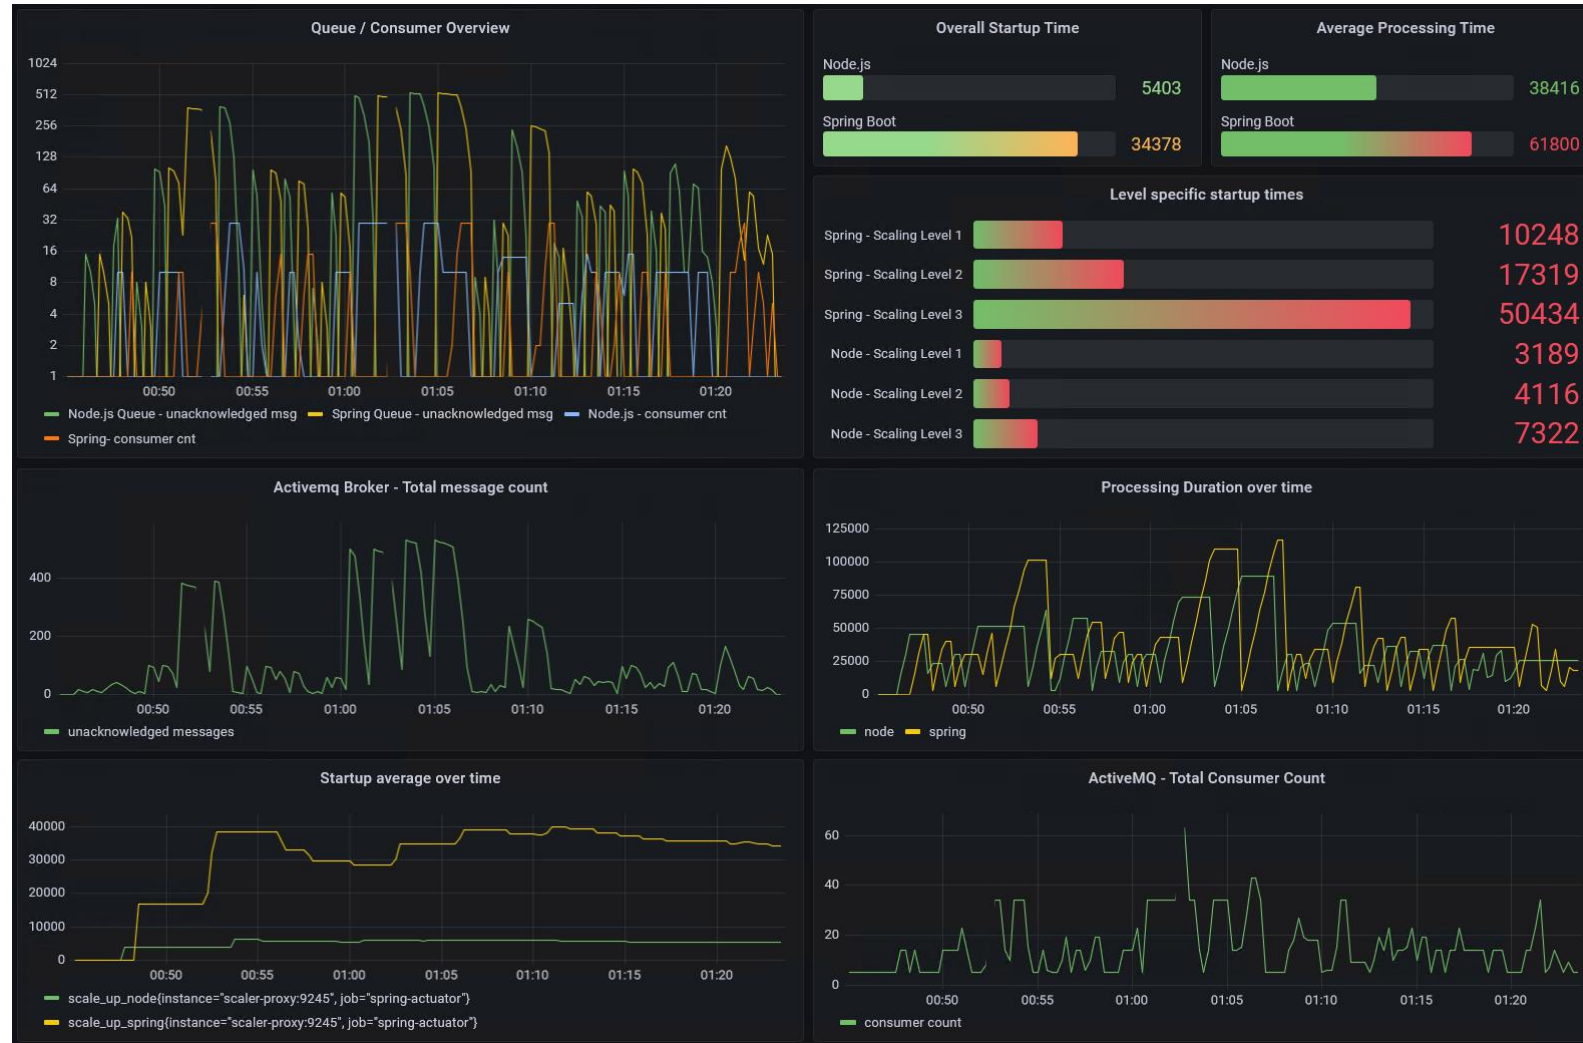 Queue / Consumer Overview
1024
512
256
128
64
32
16
8
4
2
1
00:50 00:55 01:00 01:05 01:10 01:15 01:20
Node.js Queue - unacknowledged msg Spring Queue - unacknowledged msg Node.js - consumer cnt
Spring- consumer cnt
Overall Startup Time
Node.js
5403
Spring Boot
34378
Average Processing Time
Node.js
38416
Spring Boot
61800
Level specific startup times
Spring - Scaling Level 1 10248
Spring - Scaling Level 2 17319
Spring - Scaling Level 3 50434
Node - Scaling Level 1 3189
Node - Scaling Level 2 4116
Node - Scaling Level 3 7322
Activemq Broker - Total message count
400
200
0
00:50 00:55 01:00 01:05 01:10 01:15 01:20
unacknowledged messages
Processing Duration over time
125000
100000
75000
50000
25000
0
00:50 00:55 01:00 01:05 01:10 01:15 01:20
node spring
Startup average over time
40000
30000
20000
10000
0
00:50 00:55 01:00 01:05 01:10 01:15 01:20
scale_up_node{instance="scaler-proxy:9245", job="spring-actuator"}
scale_up_spring{instance="scaler-proxy:9245", job="spring-actuator"}
ActiveMQ - Total Consumer Count
60
40
20
0
00:50 00:55 01:00 01:05 01:10 01:15 01:20
consumer count